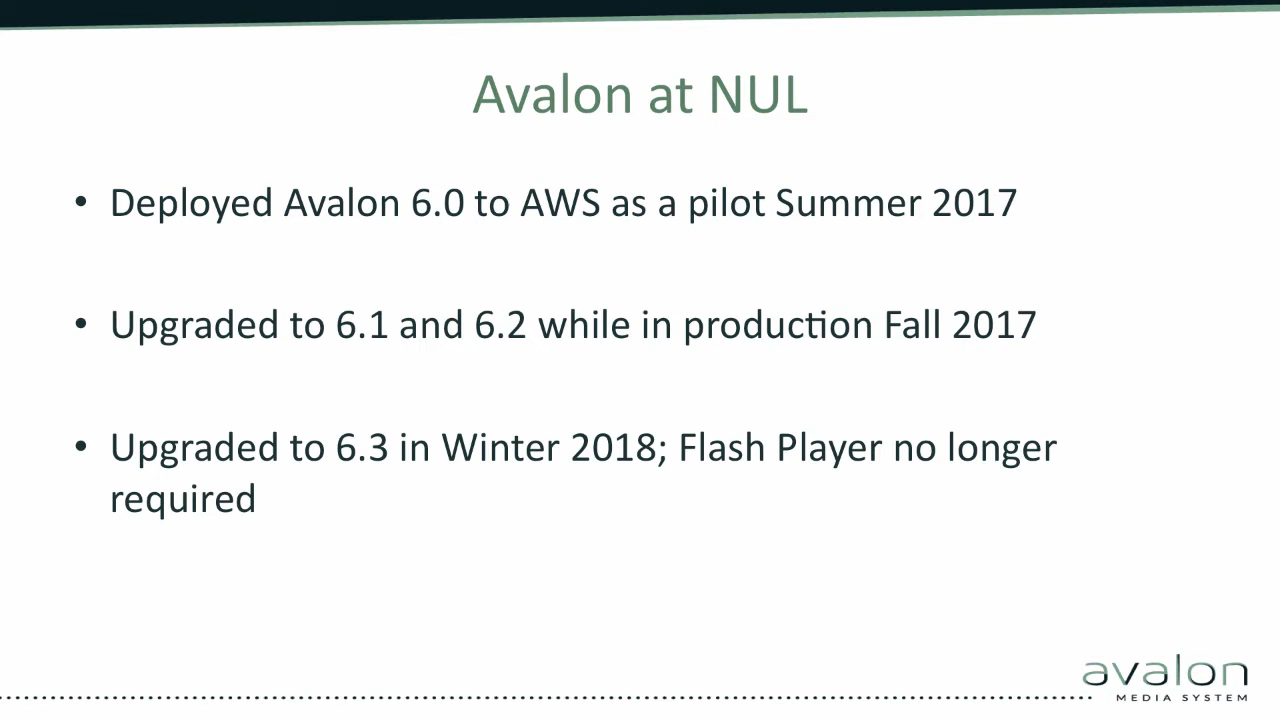 Avalon at NUL
• Deployed Avalon 6.0 to AWS as a pilot Summer 2017
• Upgraded to 6.1 and 6.2 while in production Fall 2017
• Upgraded to 6.3 in Winter 2018; Flash Player no longer
required
avalon
MEDIA SYSTEM